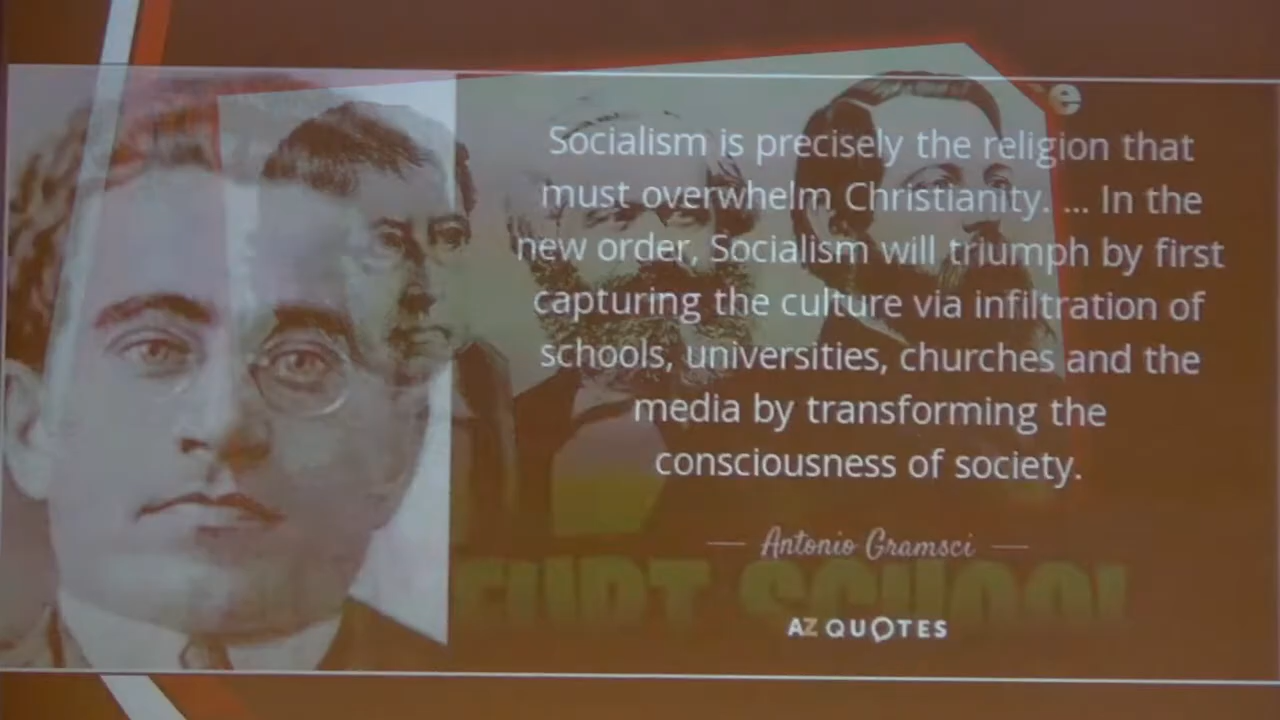 e
Socialism is precisely the religion that
must overwhelm Christianity. ... In the
new order, Socialism will triumph by first
capturing the culture via infiltration of
schools, universities, churches and the
media by transforming the
consciousness of society.
— Antonio Gramsci —
SCHOOL
AZ QUOTES